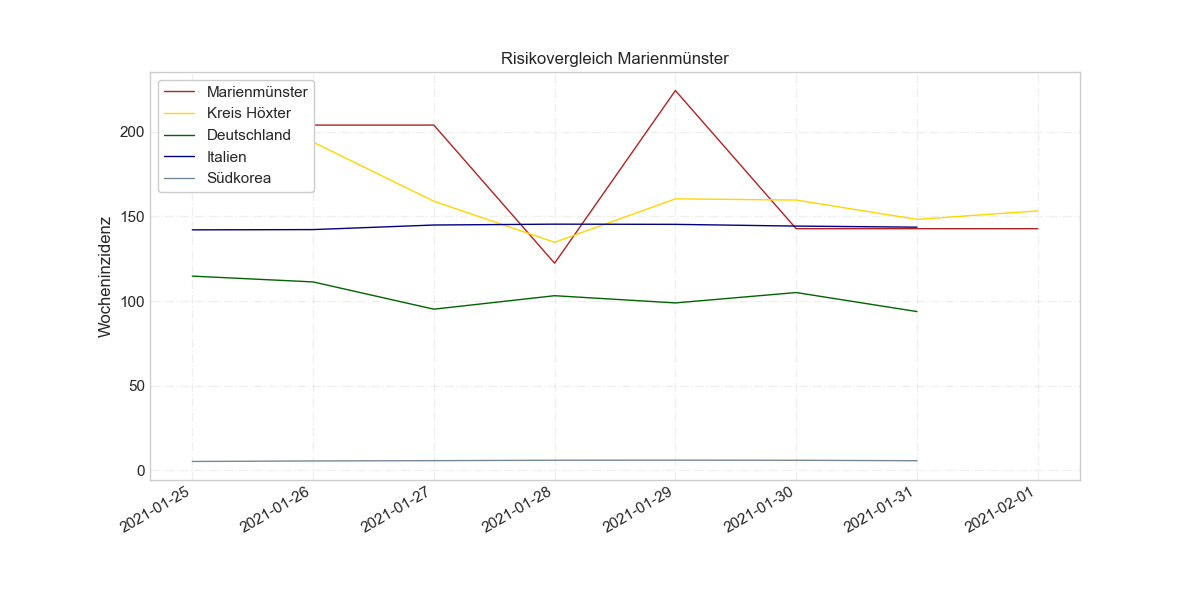 Risikovergleich Marienmünster
Marienmünster
Kreis Höxter
Deutschland
Italien
Südkorea
Wocheninzidenz
200
150
100
50
0
2021-01-25
2021-01-26
2021-01-27
2021-01-28
2021-01-29
2021-01-30
2021-01-31
2021-02-01